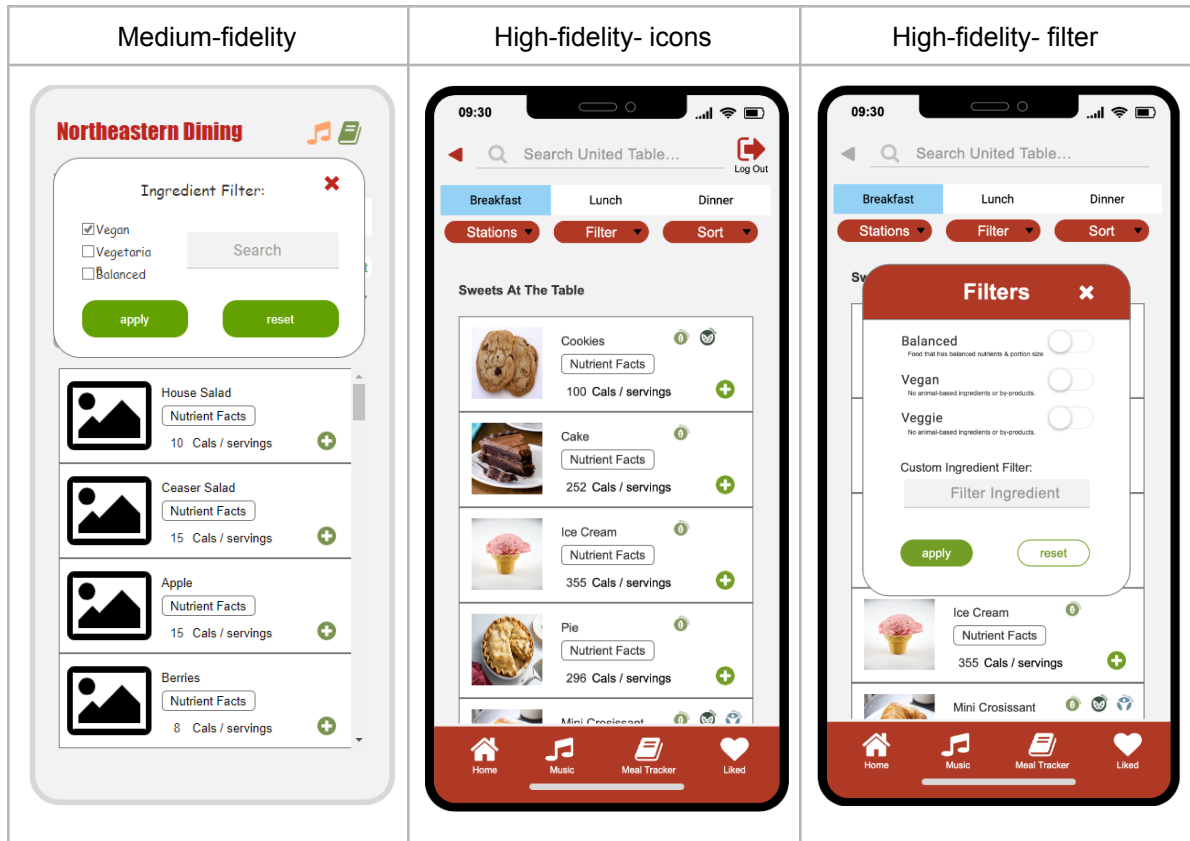 Medium-fidelity
High-fidelity- icons
High-fidelity- filter
Northeastern Dining
Ingredient Filter:
Vegan
Vegetaria
n
Balanced
Search
apply
reset
House Salad
Nutrient Facts
10 Cals / servings
Ceaser Salad
Nutrient Facts
15 Cals / servings
Apple
Nutrient Facts
15 Cals / servings
Berries
Nutrient Facts
8 Cals / servings
09:30
Search United Table...
Log Out
Breakfast
Lunch
Dinner
Stations
Filter
Sort
Sweets At The Table
Cookies
Nutrient Facts
100 Cals / servings
Cake
Nutrient Facts
252 Cals / servings
Ice Cream
Nutrient Facts
355 Cals / servings
Pie
Nutrient Facts
296 Cals / servings
Mini Crosissant
Home
Music
Meal Tracker
Liked
09:30
Search United Table...
Breakfast
Lunch
Dinner
Stations
Filter
Sort
Sw
Filters
Balanced
Food that has balanced nutrients & portion size
Vegan
No animal-based ingredients or by-products.
Veggie
No animal-based ingredients or by-products.
Custom Ingredient Filter:
Filter Ingredient
apply
reset
Ice Cream
Nutrient Facts
355 Cals / servings
Mini Crosissant
Home
Music
Meal Tracker
Liked